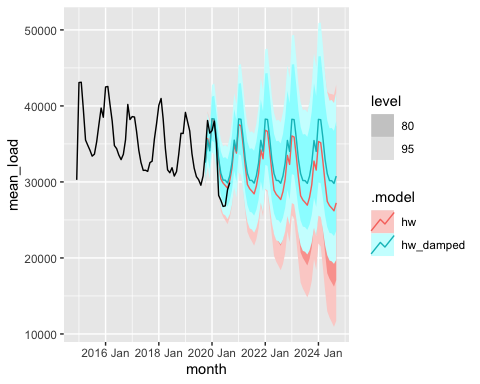 50000
40000
30000
20000
10000
mean_load
2016 Jan 2018 Jan 2020 Jan 2022 Jan 2024 Jan
month
level
80
95
.model
hw
hw_damped